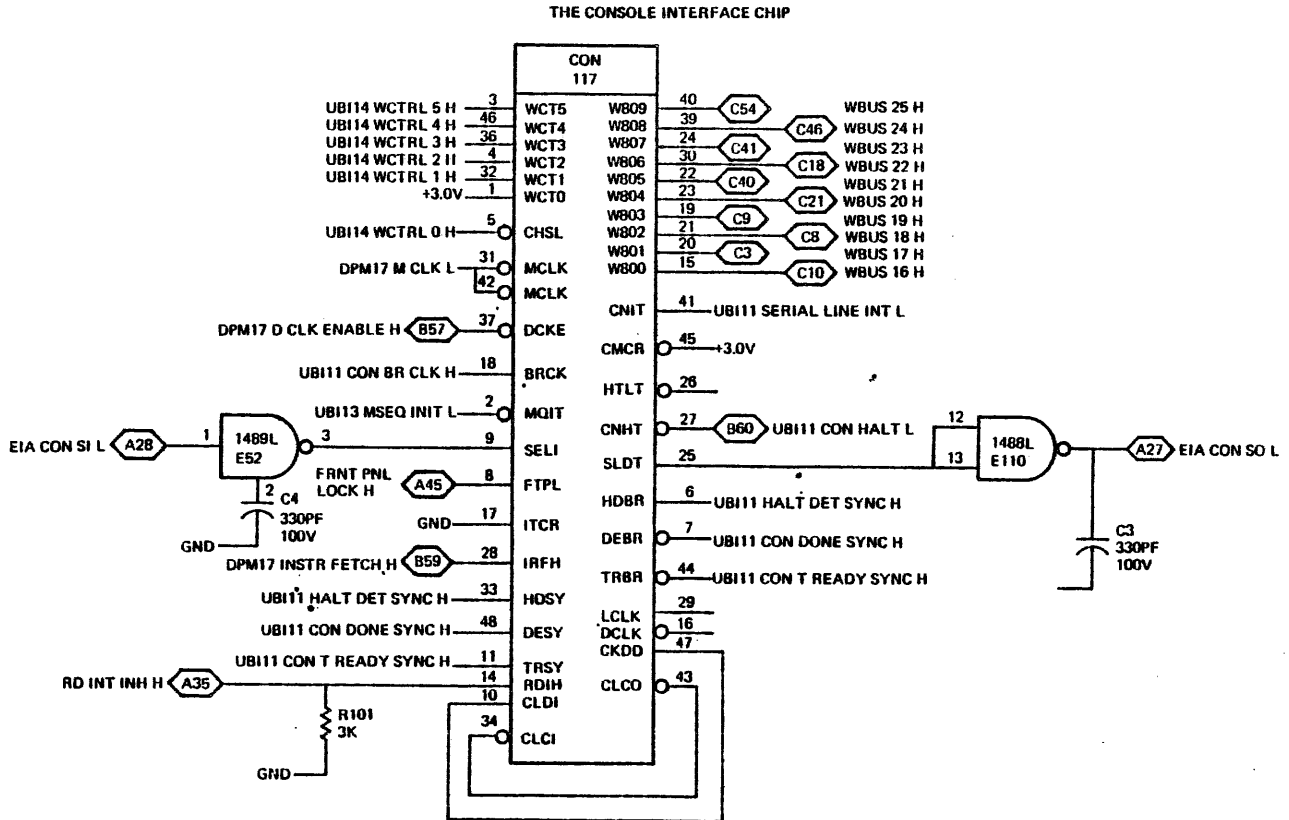 THE CONSOLE INTERFACE CHIP
CON
117
UBI14 WCTRL 5 H 3 WCT5
UBI14 WCTRL 4 H 46 WCT4
UBI14 WCTRL 3 H 36 WCT3
UBI14 WCTRL 2 H 4 WCT2
UBI14 WCTRL 1 H 32 WCT1
+3.0V 1 WCT0
UBI14 WCTRL 0 H 5 CHSL
DPM17 M CLK L 31 MCLK
42 MCLK
DPM17 D CLK ENABLE H B57 37 DCKE
UBI11 CON BR CLK H 18 BRCK
UBI13 MSEQ INIT L 2 MQIT
EIA CON SI L A28 1 1489L E52 3 9 SELI
2 C4
330PF
100V
GND
FRNT PNL
LOCK H A45 8 FTPL
GND 17 ITCR
DPM17 INSTR FETCH H B59 28 IRFH
UBI11 HALT DET SYNC H 33 HDSY
UBI11 CON DONE SYNC H 48 DESY
UBI11 CON T READY SYNC H 11 TRSY
RD INT INH H A35 14 RDIH
10 CLDI
34 CLCI
R101
3K
GND
W809 40 C54 WBUS 25 H
W808 39 C46 WBUS 24 H
W807 24 C41 WBUS 23 H
W806 30 C18 WBUS 22 H
W805 22 C40 WBUS 21 H
W804 23 C21 WBUS 20 H
W803 19 C9 WBUS 19 H
W802 21 C8 WBUS 18 H
W801 20 C3 WBUS 17 H
W800 15 C10 WBUS 16 H
CNIT 41 UBI11 SERIAL LINE INT L
CMCR 45 +3.0V
HTLT 26
CNHT 27 B60 UBI11 CON HALT L
SLDT 25 12 13 1488L E110 A27 EIA CON SO L
HDBR 6 UBI11 HALT DET SYNC H
DEBR 7 UBI11 CON DONE SYNC H
TRBR 44 UBI11 CON T READY SYNC H
C3
330PF
100V
LCLK 29
DCLK 16
CKDD 47
CLCO 43